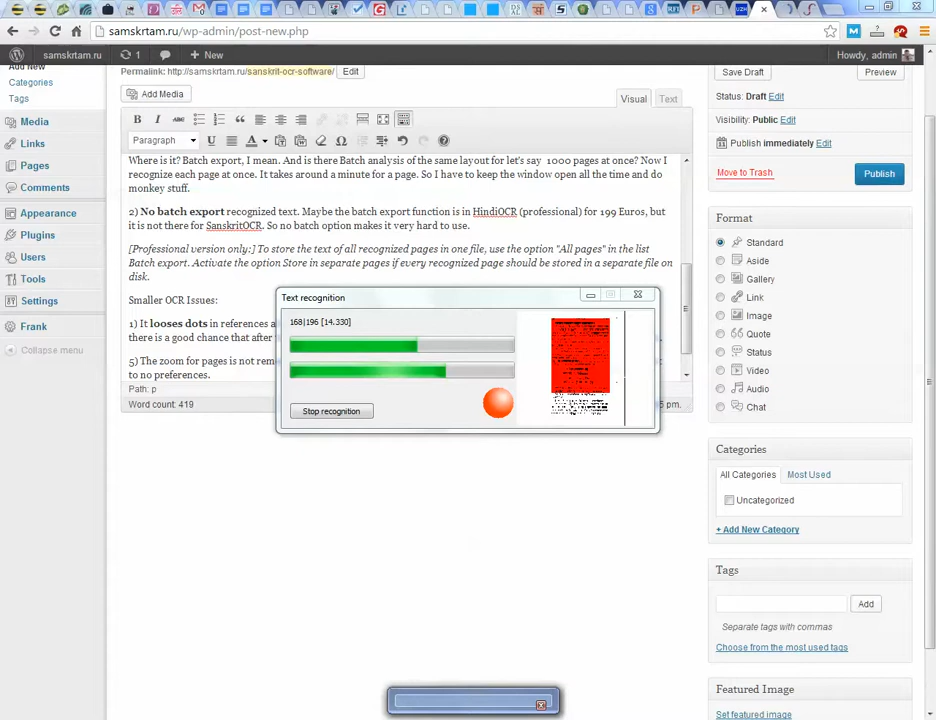 samskrtam.ru/wp-admin/post-new.php
samskrtam.ru 1 + New Howdy, admin
Add New
Categories
Tags
Media
Links
Pages
Comments
Appearance
Plugins
Users
Tools
Settings
Frank
Collapse menu
Permalink: http://samskrtam.ru/sanskrit-ocr-software/ Edit
Add Media
Visual Text
Paragraph
Where is it? Batch export, I mean. And is there Batch analysis of the same layout for let's say 1000 pages at once? Now I
recognize each page at once. It takes around a minute for a page. So I have to keep the window open all the time and do
monkey stuff.
2) No batch export recognized text. Maybe the batch export function is in HindiOCR (professional) for 199 Euros, but
it is not there for SanskritOCR. So no batch option makes it very hard to use.
[Professional version only:] To store the text of all recognized pages in one file, use the option "All pages" in the list
Batch export. Activate the option Store in separate pages if every recognized page should be stored in a separate file on
disk.
Smaller OCR Issues:
1) It looses dots in references a
there is a good chance that after
5) The zoom for pages is not rem
to no preferences.
Path: p
Word count: 419
pm.
Text recognition
168|196 [14.330]
Stop recognition
Save Draft Preview
Status: Draft Edit
Visibility: Public Edit
Publish immediately Edit
Move to Trash Publish
Format
Standard
Aside
Gallery
Link
Image
Quote
Status
Video
Audio
Chat
Categories
All Categories Most Used
Uncategorized
+ Add New Category
Tags
Add
Separate tags with commas
Choose from the most used tags
Featured Image
Set featured image